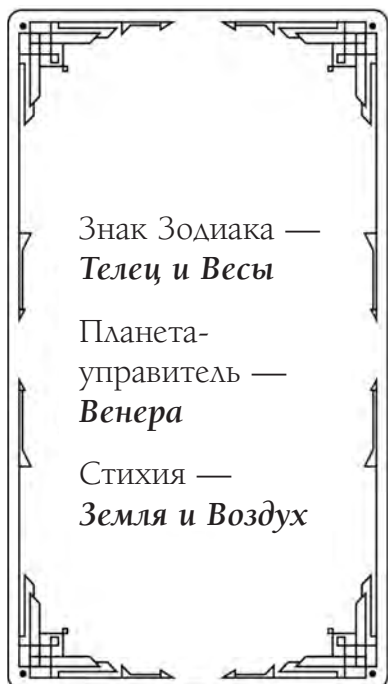 Знак Зодиака —
Телец и Весы
Планета-
управитель —
Венера
Стихия —
Земля и Воздух